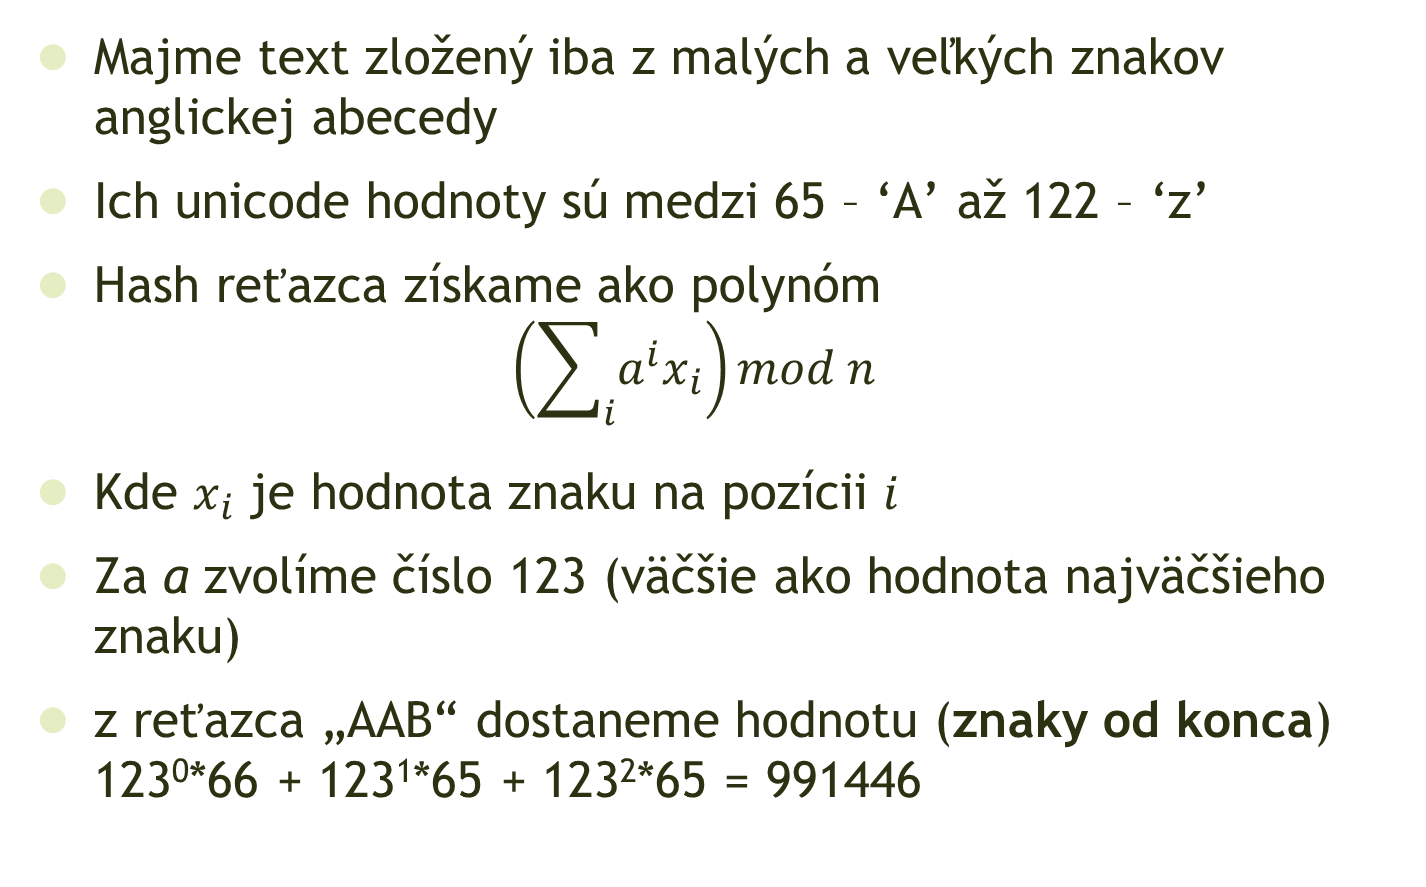 Majme text zložený iba z malých a veľkých znakov
anglickej abecedy
Ich unicode hodnoty sú medzi 65 – ‘A’ až 122 – ‘z’
Hash reťazca získame ako polynóm
(∑_i a^i x_i) mod n
Kde x_i je hodnota znaku na pozícii i
Za a zvolíme číslo 123 (väčšie ako hodnota najväčšieho
znaku)
z reťazca „AAB“ dostaneme hodnotu (znaky od konca)
123⁰*66 + 123¹*65 + 123²*65 = 991446